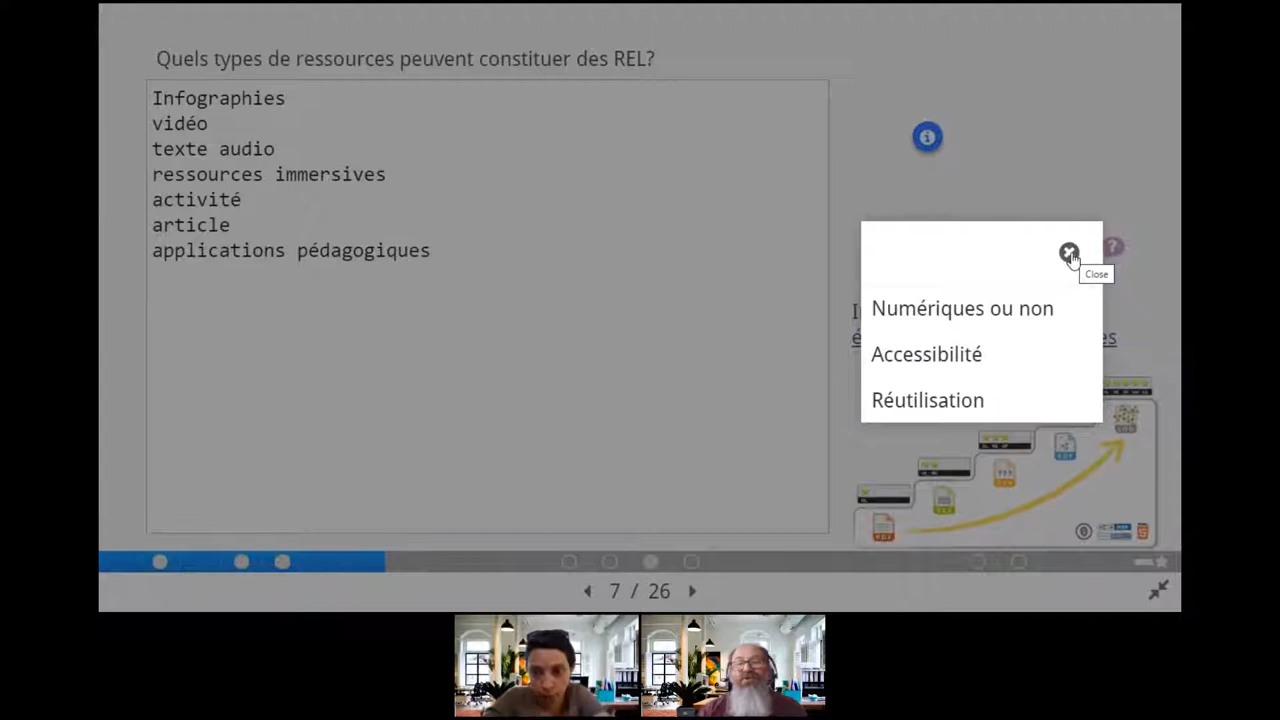 Quels types de ressources peuvent constituer des REL?
Infographies
vidéo
texte audio
ressources immersives
activité
article
applications pédagogiques
Close
Numériques ou non
Accessibilité
Réutilisation
PDF
7 / 26